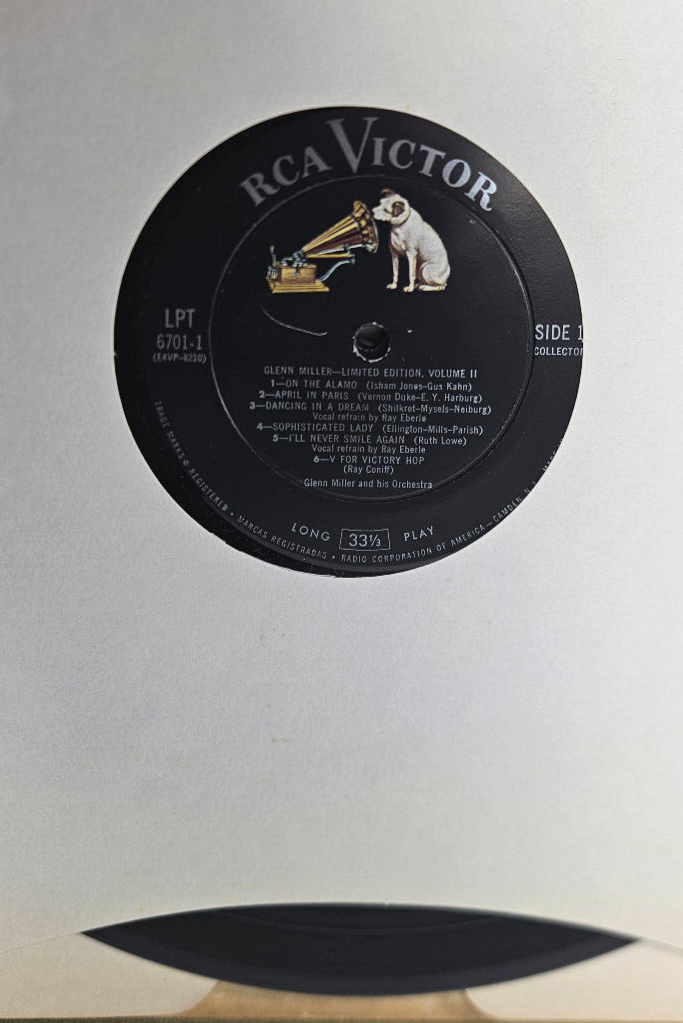 RCA VICTOR
LPT
6701-1
(E4VP-8210)
SIDE 1
COLLECTO
GLENN MILLER—LIMITED EDITION, VOLUME II
1—ON THE ALAMO (Isham Jones-Gus Kahn)
2—APRIL IN PARIS (Vernon Duke-E. Y. Harburg)
3—DANCING IN A DREAM (Shilkret-Mysels-Neiburg)
Vocal refrain by Ray Eberle
4—SOPHISTICATED LADY (Ellington-Mills-Parish)
5—I'LL NEVER SMILE AGAIN (Ruth Lowe)
Vocal refrain by Ray Eberle
6—V FOR VICTORY HOP
(Ray Coniff)
Glenn Miller and his Orchestra
LONG 33⅓ PLAY
TRADE MARKS ® REGISTERED • MARCAS REGISTRADAS • RADIO CORPORATION OF AMERICA—CAMDEN, N. J.